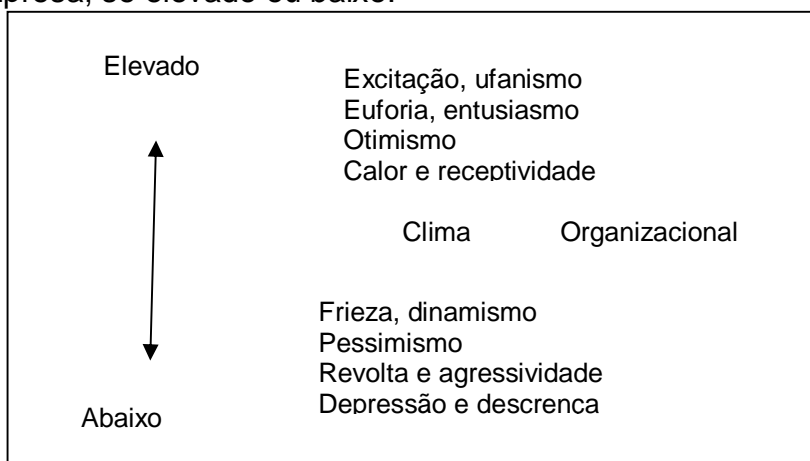 presa, se elevado ou baixo.
Elevado
Excitação, ufanismo
Euforia, entusiasmo
Otimismo
Calor e receptividade
Clima Organizacional
Frieza, dinamismo
Pessimismo
Revolta e agressividade
Depressão e descrença
Abaixo